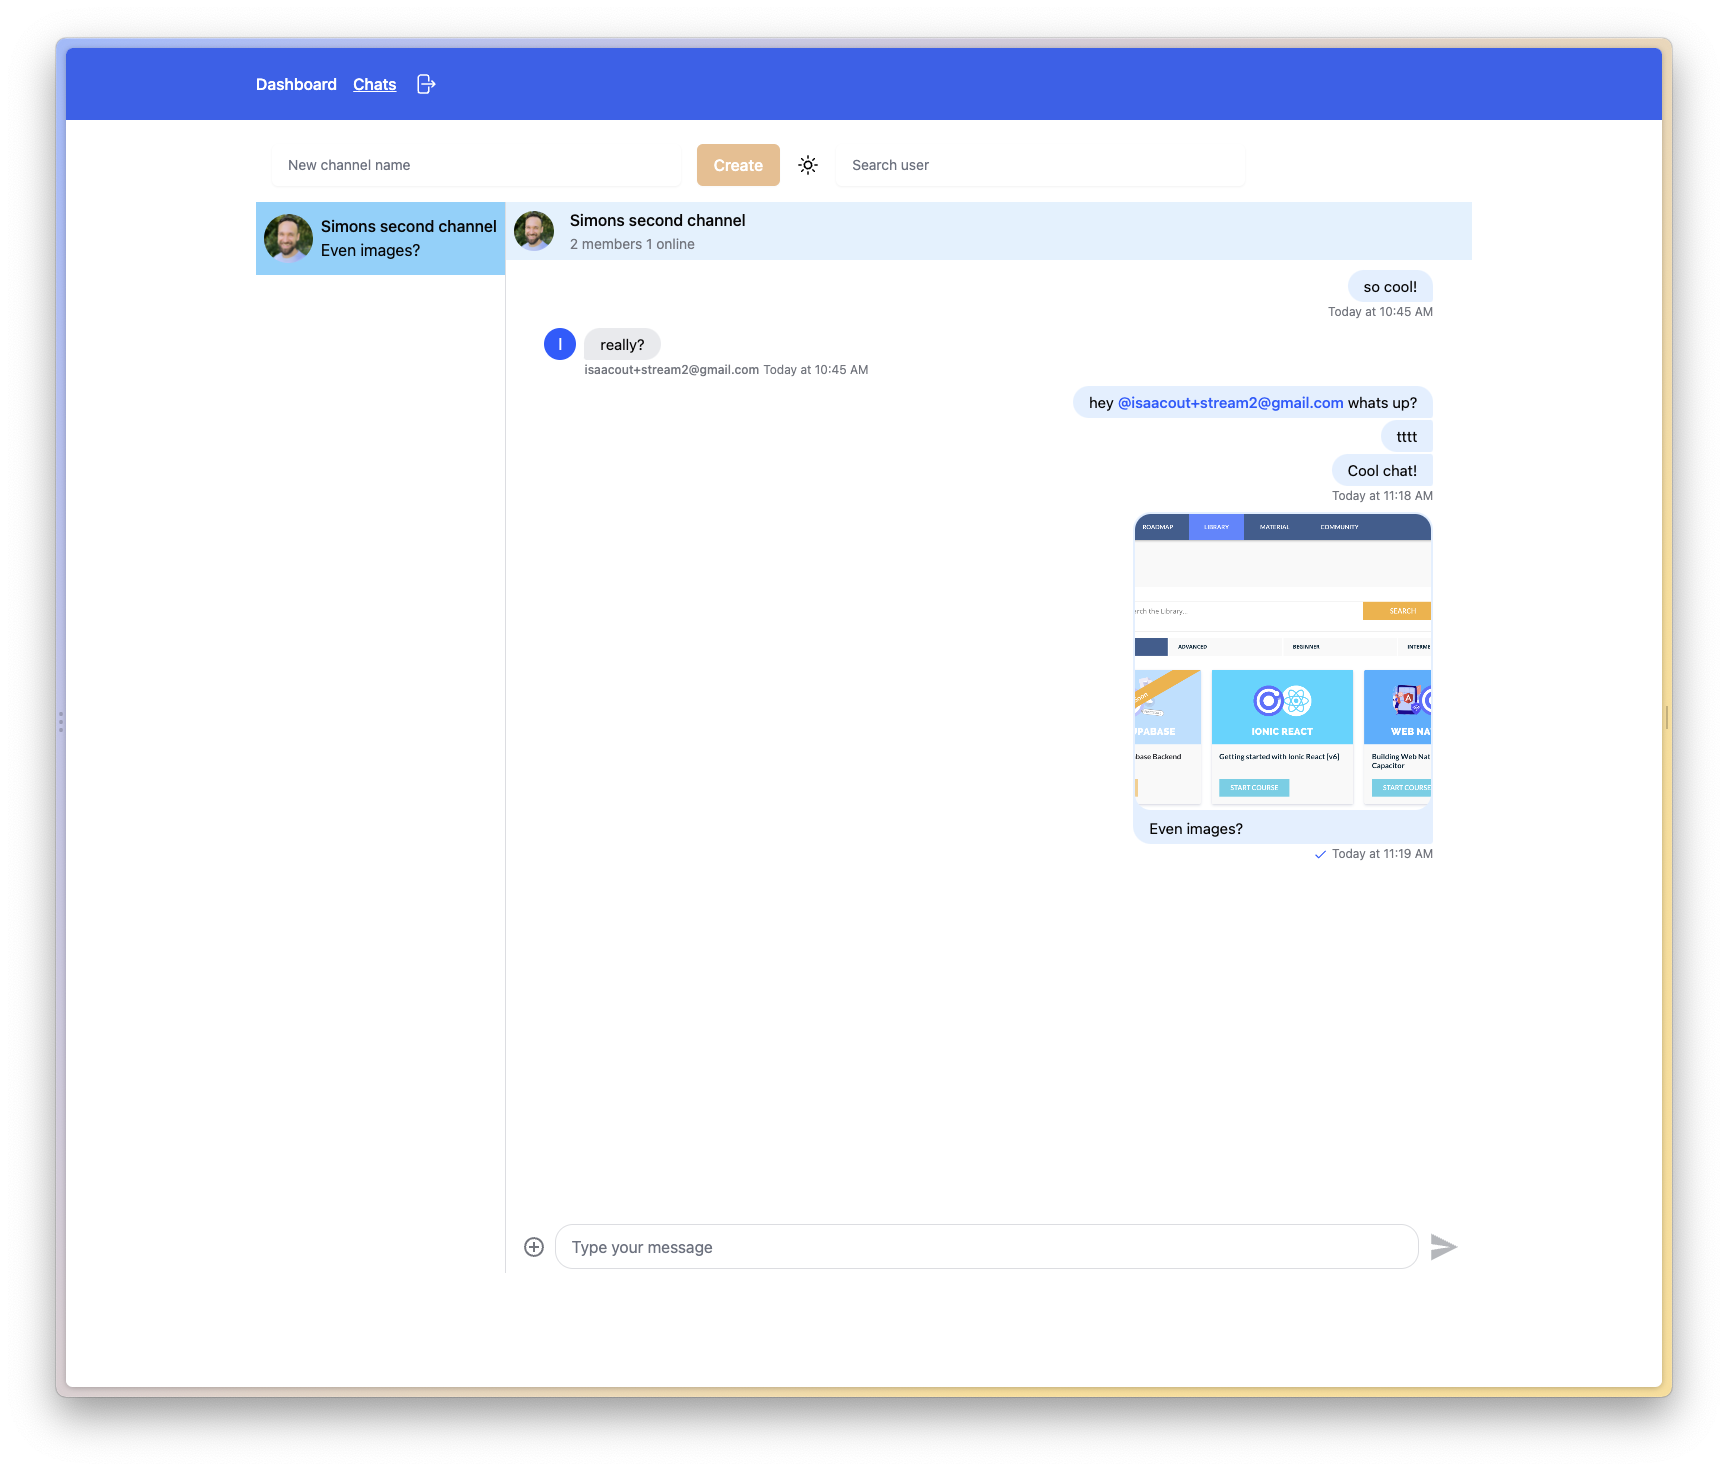 Dashboard Chats
New channel name
Create
Search user
Simons second channel
Even images?
Simons second channel
2 members 1 online
so cool!
Today at 10:45 AM
I
really?
isaacout+stream2@gmail.com Today at 10:45 AM
hey @isaacout+stream2@gmail.com whats up?
tttt
Cool chat!
Today at 11:18 AM
ROADMAP LIBRARY MATERIAL COMMUNITY
rch the Library...
SEARCH
ADVANCED BEGINNER INTERME
PABASE
IONIC REACT
WEB NA
base Backend
Getting started with Ionic React [v6]
Building Web Nat
Capacitor
START COURSE
START COURSE
Even images?
Today at 11:19 AM
Type your message